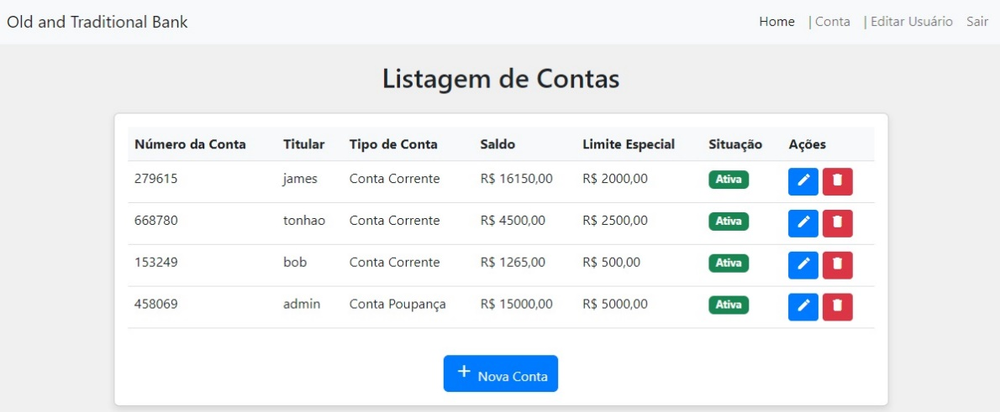 Old and Traditional Bank Home | Conta | Editar Usuário Sair
Listagem de Contas
Número da Conta Titular Tipo de Conta Saldo Limite Especial Situação Ações
279615 james Conta Corrente R$ 16150,00 R$ 2000,00 Ativa
668780 tonhao Conta Corrente R$ 4500,00 R$ 2500,00 Ativa
153249 bob Conta Corrente R$ 1265,00 R$ 500,00 Ativa
458069 admin Conta Poupança R$ 15000,00 R$ 5000,00 Ativa
+ Nova Conta